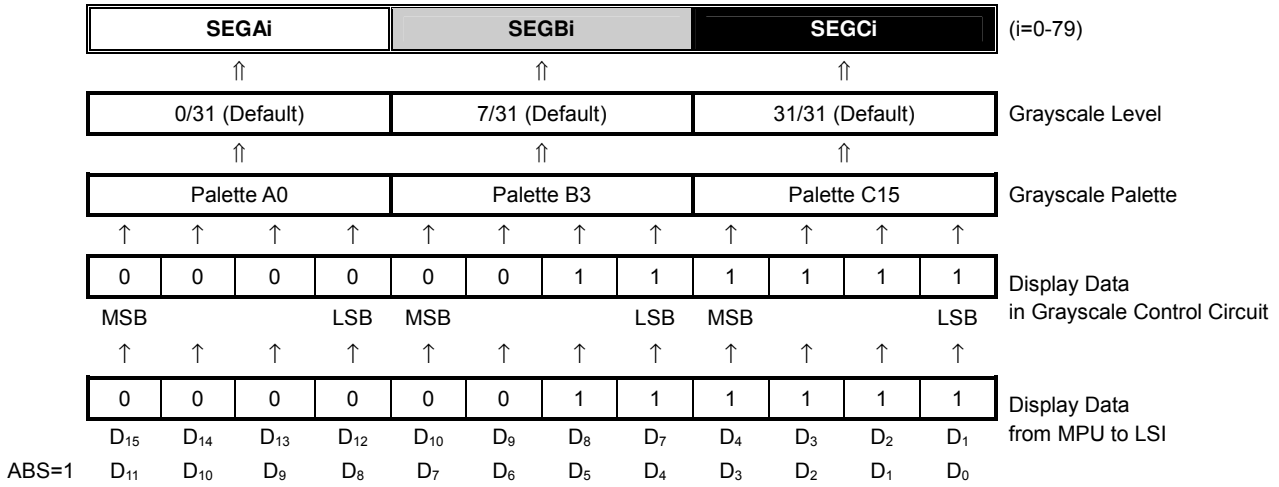 SEGAi SEGBi SEGCi (i=0-79)
⇑ ⇑ ⇑
0/31 (Default) 7/31 (Default) 31/31 (Default) Grayscale Level
⇑ ⇑ ⇑
Palette A0 Palette B3 Palette C15 Grayscale Palette
↑ ↑ ↑ ↑ ↑ ↑ ↑ ↑ ↑ ↑ ↑ ↑
0 0 0 0 0 0 1 1 1 1 1 1 Display Data
MSB LSB MSB LSB MSB LSB in Grayscale Control Circuit
↑ ↑ ↑ ↑ ↑ ↑ ↑ ↑ ↑ ↑ ↑ ↑
0 0 0 0 0 0 1 1 1 1 1 1 Display Data
D₁₅ D₁₄ D₁₃ D₁₂ D₁₀ D₉ D₈ D₇ D₄ D₃ D₂ D₁ from MPU to LSI
ABS=1 D₁₁ D₁₀ D₉ D₈ D₇ D₆ D₅ D₄ D₃ D₂ D₁ D₀